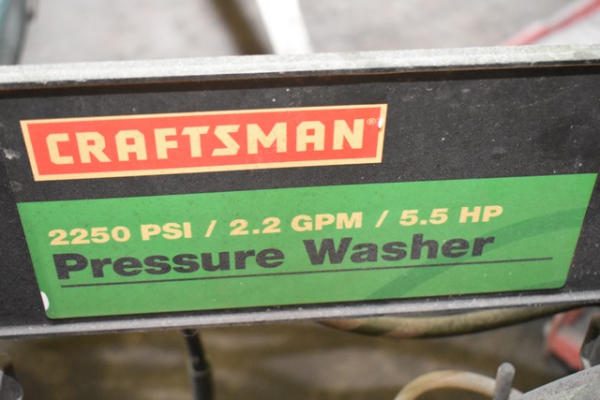 CRAFTSMAN®
2250 PSI / 2.2 GPM / 5.5 HP
Pressure Washer